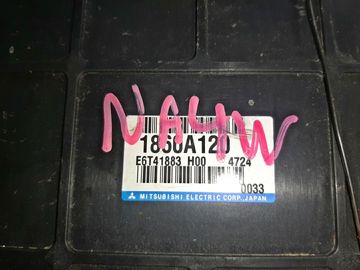 NA4W
1860A120
E6T41883 H00 4724
0033
MITSUBISHI ELECTRIC CORP. JAPAN